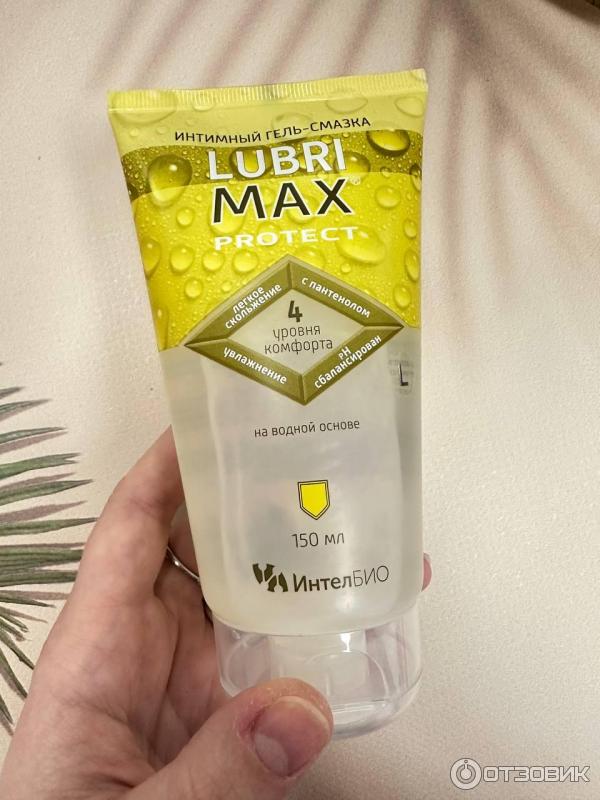 ИНТИМНЫЙ ГЕЛЬ-СМАЗКА
LUBRI
MAX®
PROTECT
легкое
скольжение
с пантенолом
4
уровня
комфорта
увлажнение
pH
сбалансирован
L
на водной основе
150 мл
ИнтелБИО
ОТЗОВИК